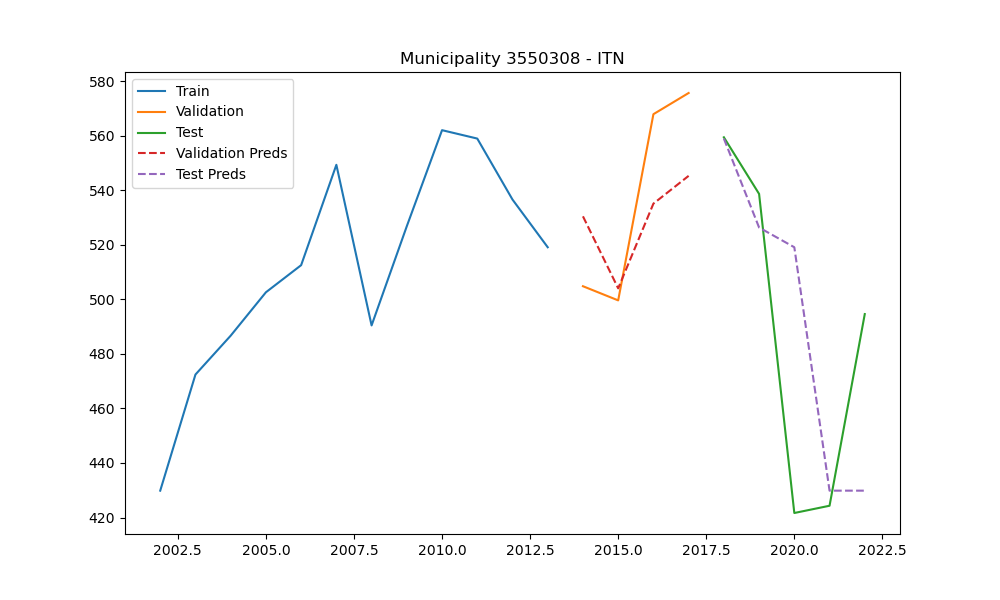 Municipality 3550308 - ITN
Train
Validation
Test
Validation Preds
Test Preds
580
560
540
520
500
480
460
440
420
2002.5 2005.0 2007.5 2010.0 2012.5 2015.0 2017.5 2020.0 2022.5